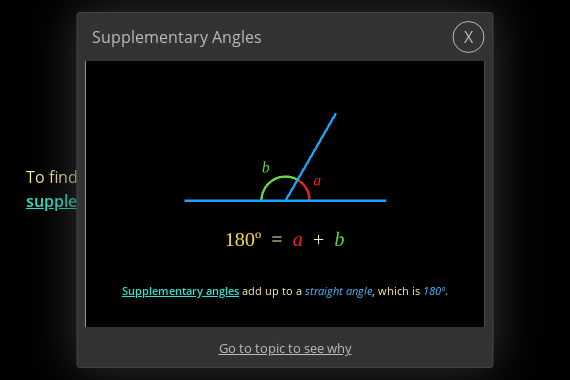 Supplementary Angles
X
b
a
To find
supple
180º = a + b
Supplementary angles add up to a straight angle, which is 180º.
Go to topic to see why